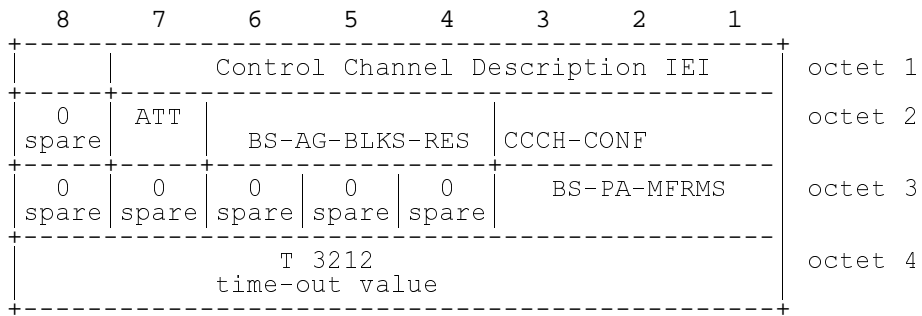 8 7 6 5 4 3 2 1
Control Channel Description IEI octet 1
0 ATT octet 2
spare BS-AG-BLKS-RES CCCH-CONF
0 0 0 0 0 BS-PA-MFRMS octet 3
spare spare spare spare spare
T 3212 octet 4
time-out value